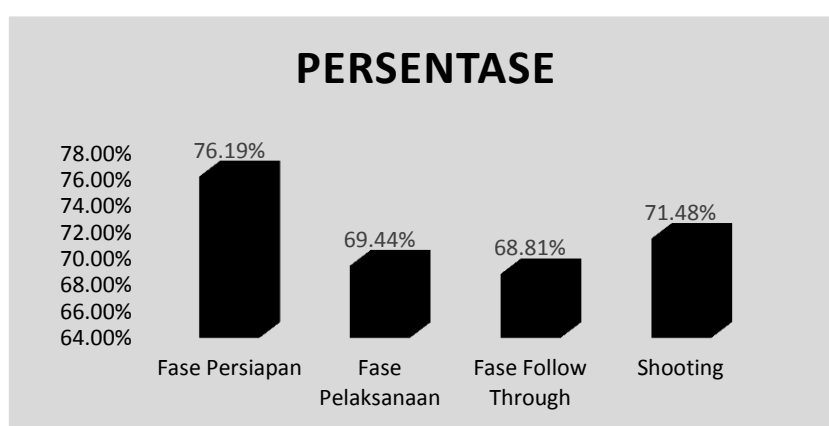 PERSENTASE
78.00%
76.00%
74.00%
72.00%
70.00%
68.00%
66.00%
64.00%
76.19%
69.44%
68.81%
71.48%
Fase Persiapan
Fase
Pelaksanaan
Fase Follow
Through
Shooting